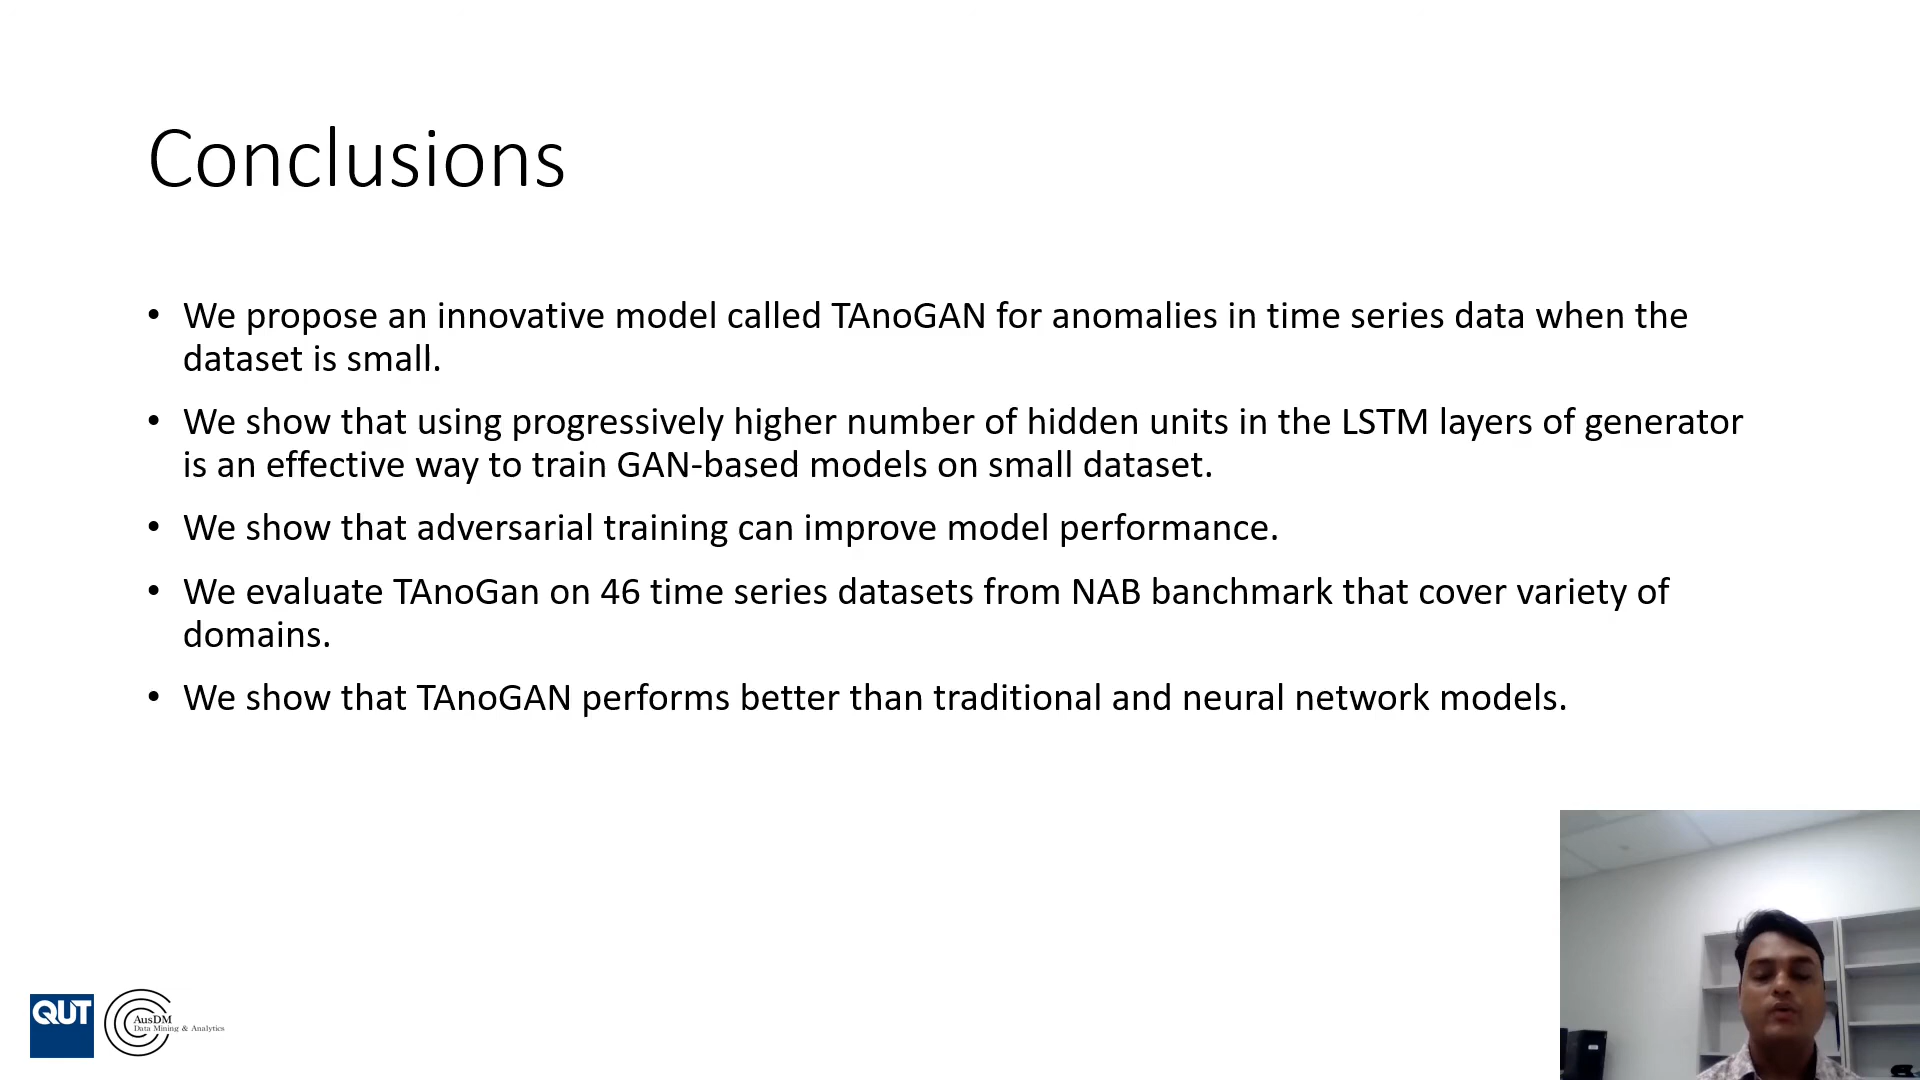 Conclusions
• We propose an innovative model called TAnoGAN for anomalies in time series data when the
dataset is small.
• We show that using progressively higher number of hidden units in the LSTM layers of generator
is an effective way to train GAN-based models on small dataset.
• We show that adversarial training can improve model performance.
• We evaluate TAnoGan on 46 time series datasets from NAB banchmark that cover variety of
domains.
• We show that TAnoGAN performs better than traditional and neural network models.
QUT
AusDM
Data Mining & Analytics